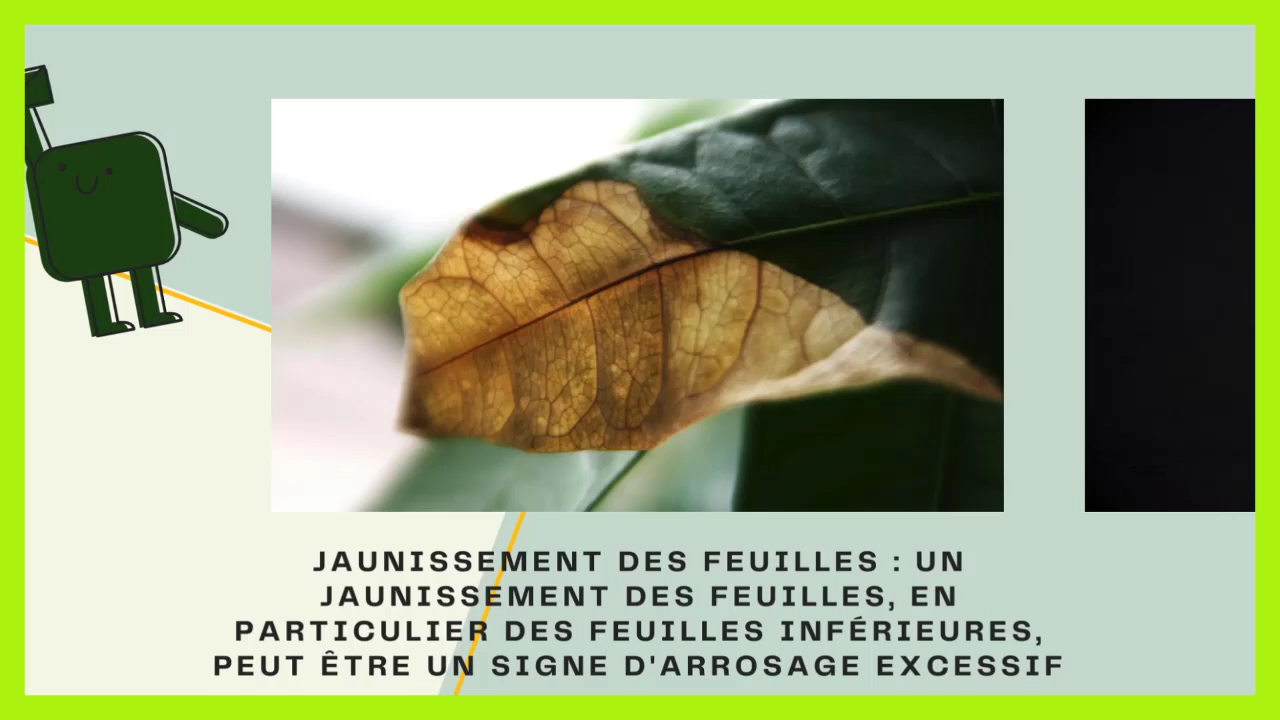 JAUNISSEMENT DES FEUILLES : UN
JAUNISSEMENT DES FEUILLES, EN
PARTICULIER DES FEUILLES INFÉRIEURES,
PEUT ÊTRE UN SIGNE D'ARROSAGE EXCESSIF